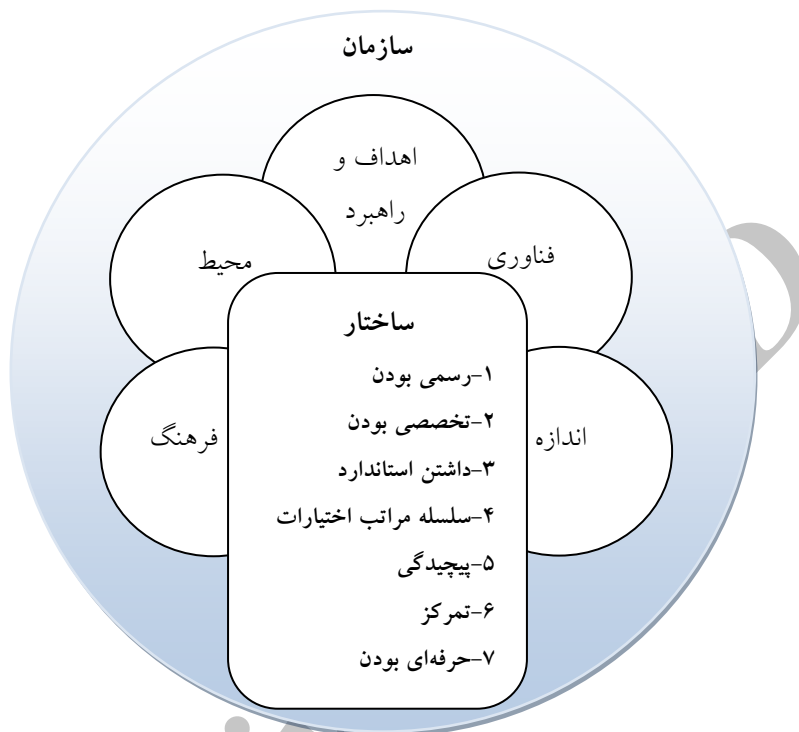 سازمان
اهداف و
راهبرد
فناوری
محیط
ساختار
۱-رسمی بودن
۲-تخصصی بودن
۳-داشتن استاندارد
۴-سلسله مراتب اختیارات
۵-پیچیدگی
۶-تمرکز
۷-حرفه‌ای بودن
اندازه
فرهنگ